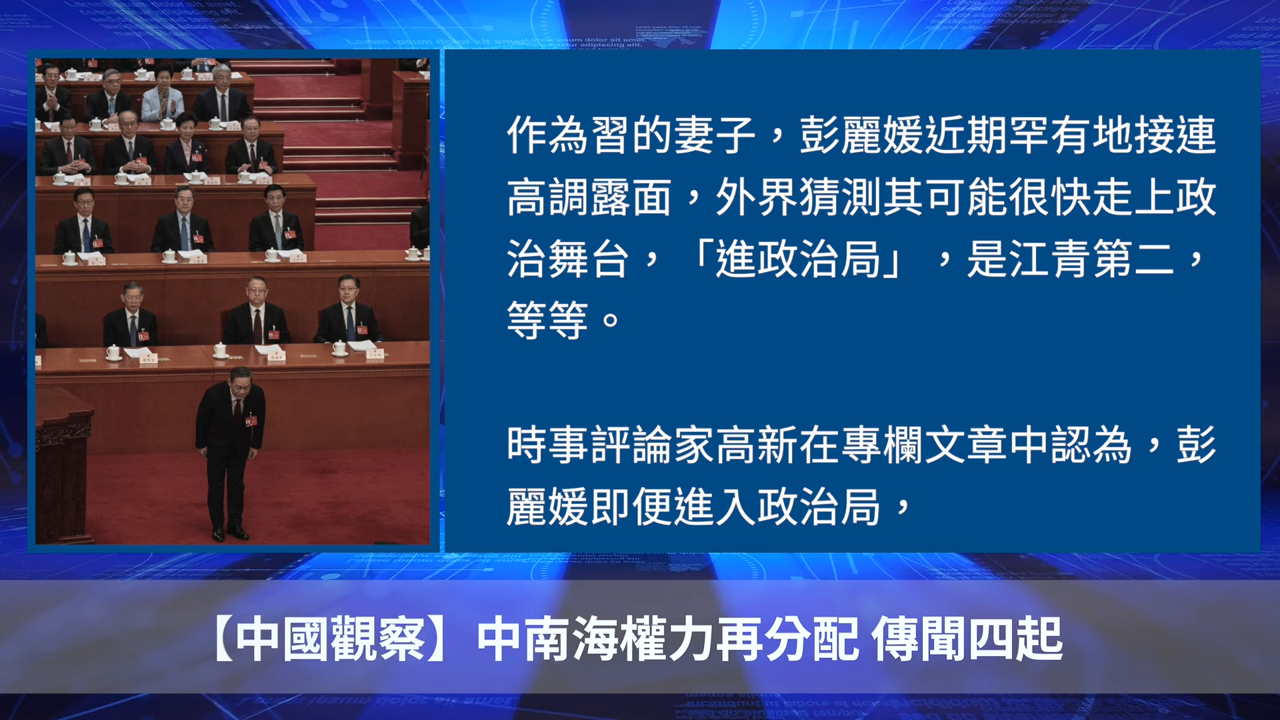 作為習的妻子，彭麗媛近期罕有地接連
高調露面，外界猜測其可能很快走上政
治舞台，「進政治局」，是江青第二，
等等。
時事評論家高新在專欄文章中認為，彭
麗媛即便進入政治局，
【中國觀察】中南海權力再分配 傳聞四起